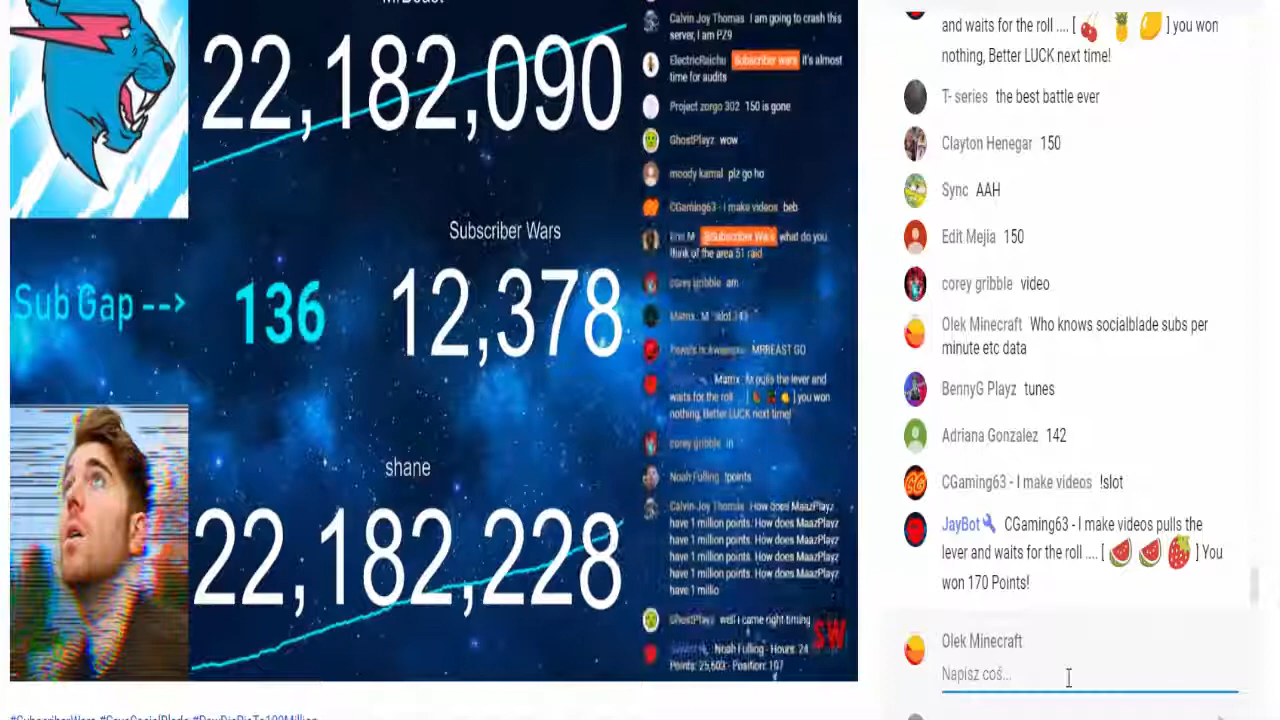 MrBeast
22,182,090
Subscriber Wars
Sub Gap -->
136
12,378
shane
22,182,228
Calvin Joy Thomas I am going to crash this
server, I am PZ9
ElectricRaichu @Subscriber wars it's almost
time for audits
Project zorgo 302 150 is gone
GhostPlayz wow
moody kamal plz go ho
CGaming63 - I make videos beb
@Subscriber Wars what do you
think of the area 51 raid
corey gribble am
MRBEAST GO
pulls the lever and
waits for the roll .... [ ] you won
nothing, Better LUCK next time!
corey gribble in
Noah Fulling !points
Calvin Joy Thomas How does MaazPlayz
have 1 million points. How does MaazPlayz
have 1 million points. How does MaazPlayz
have 1 million points. How does MaazPlayz
have 1 million points. How does MaazPlayz
have 1 millio
GhostPlayz well i came right timing
Noah Fulling - Hours: 24
Points: 25,603 - Position: 107
SW
and waits for the roll .... [ ] you won
nothing, Better LUCK next time!
T- series the best battle ever
Clayton Henegar 150
Sync AAH
Edit Mejia 150
corey gribble video
Olek Minecraft Who knows socialblade subs per
minute etc data
BennyG Playz tunes
Adriana Gonzalez 142
CGaming63 - I make videos !slot
JayBot CGaming63 - I make videos pulls the
lever and waits for the roll .... [ ] You
won 170 Points!
Olek Minecraft
Napisz coś...